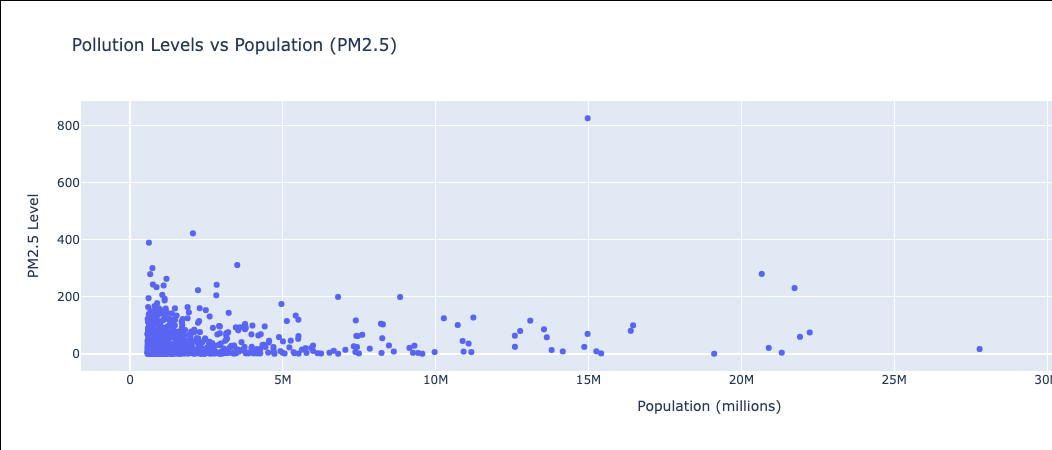 Pollution Levels vs Population (PM2.5)
800
600
400
200
0
PM2.5 Level
0 5M 10M 15M 20M 25M 30M
Population (millions)